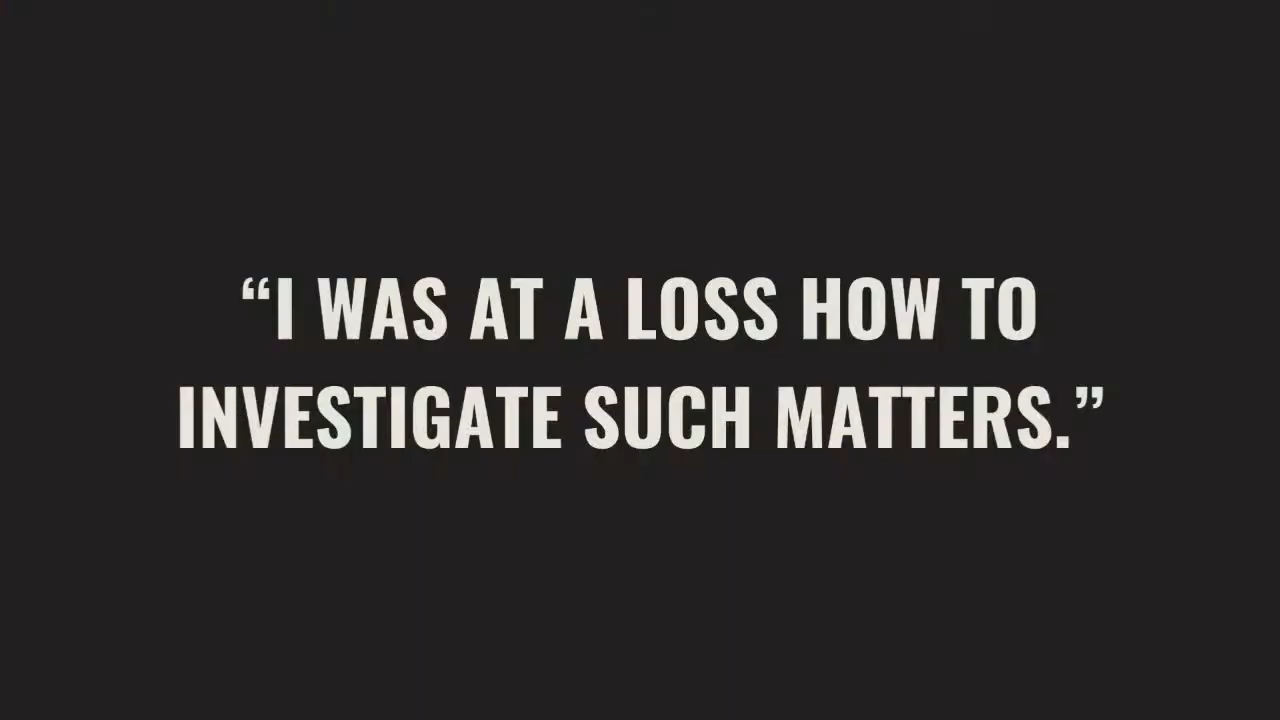 “I WAS AT A LOSS HOW TO
INVESTIGATE SUCH MATTERS.”